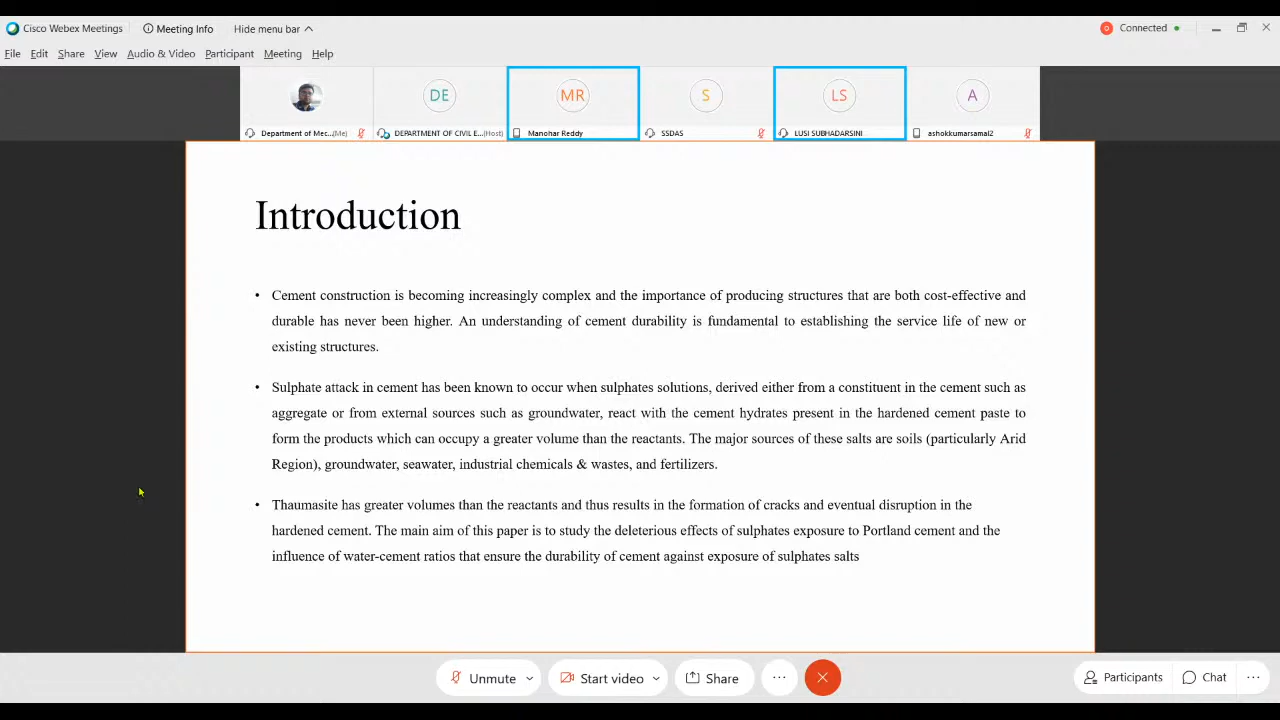 Cisco Webex Meetings Meeting Info Hide menu bar Connected
File Edit Share View Audio & Video Participant Meeting Help
DE MR S LS A
Department of Mec... (Me) DEPARTMENT OF CIVIL E... (Host) Manohar Reddy SSDAS LUSI SUBHADARSINI ashokkumarsamal2
Introduction
• Cement construction is becoming increasingly complex and the importance of producing structures that are both cost-effective and
durable has never been higher. An understanding of cement durability is fundamental to establishing the service life of new or
existing structures.
• Sulphate attack in cement has been known to occur when sulphates solutions, derived either from a constituent in the cement such as
aggregate or from external sources such as groundwater, react with the cement hydrates present in the hardened cement paste to
form the products which can occupy a greater volume than the reactants. The major sources of these salts are soils (particularly Arid
Region), groundwater, seawater, industrial chemicals & wastes, and fertilizers.
• Thaumasite has greater volumes than the reactants and thus results in the formation of cracks and eventual disruption in the
hardened cement. The main aim of this paper is to study the deleterious effects of sulphates exposure to Portland cement and the
influence of water-cement ratios that ensure the durability of cement against exposure of sulphates salts
Unmute Start video Share ... Participants Chat ...